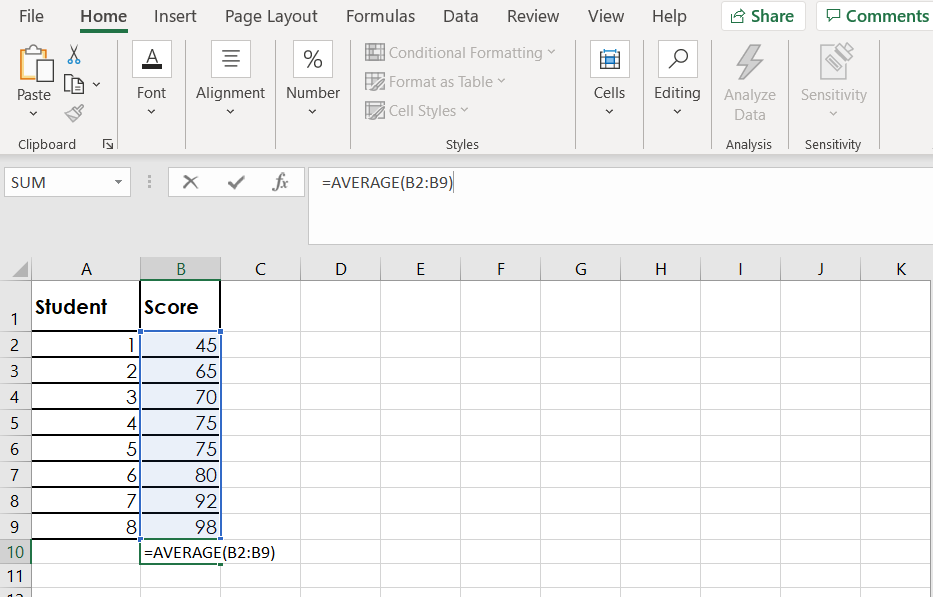 File Home Insert Page Layout Formulas Data Review View Help Share Comments
Paste Font Alignment Number Conditional Formatting Format as Table Cell Styles Cells Editing Analyze Data Sensitivity
Clipboard Styles Analysis Sensitivity
SUM fx =AVERAGE(B2:B9)
A B C D E F G H I J K
1 Student Score
2 1 45
3 2 65
4 3 70
5 4 75
6 5 75
7 6 80
8 7 92
9 8 98
10 =AVERAGE(B2:B9)
11